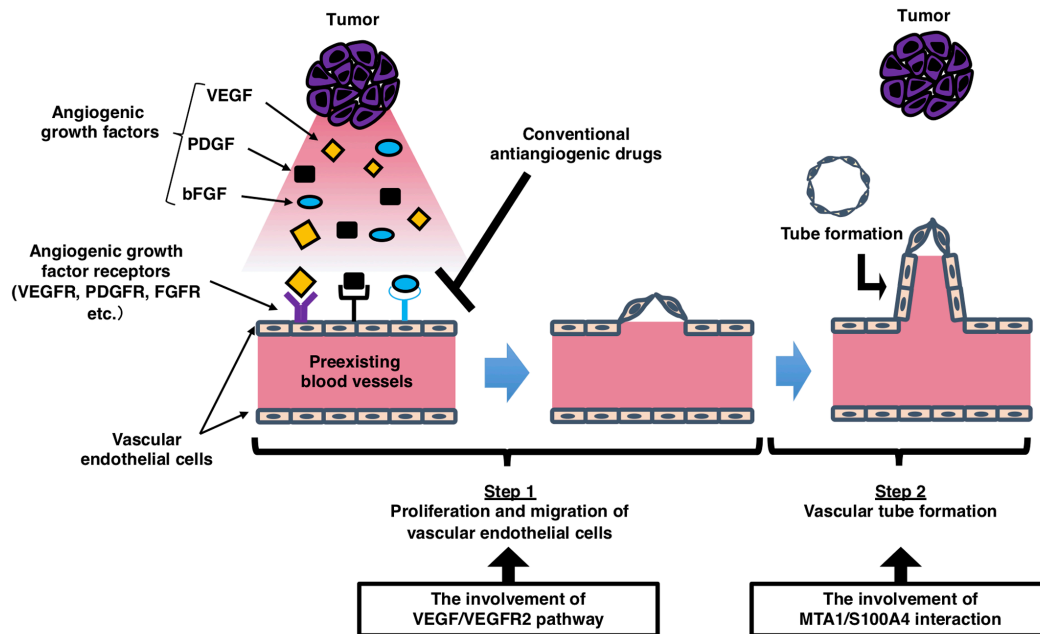 Tumor
VEGF
Angiogenic
growth factors
PDGF
bFGF
Conventional
antiangiogenic drugs
Angiogenic growth
factor receptors
(VEGFR, PDGFR, FGFR
etc.)
Preexisting
blood vessels
Vascular
endothelial cells
Tumor
Tube formation
Step 1
Proliferation and migration of
vascular endothelial cells
The involvement of
VEGF/VEGFR2 pathway
Step 2
Vascular tube formation
The involvement of
MTA1/S100A4 interaction